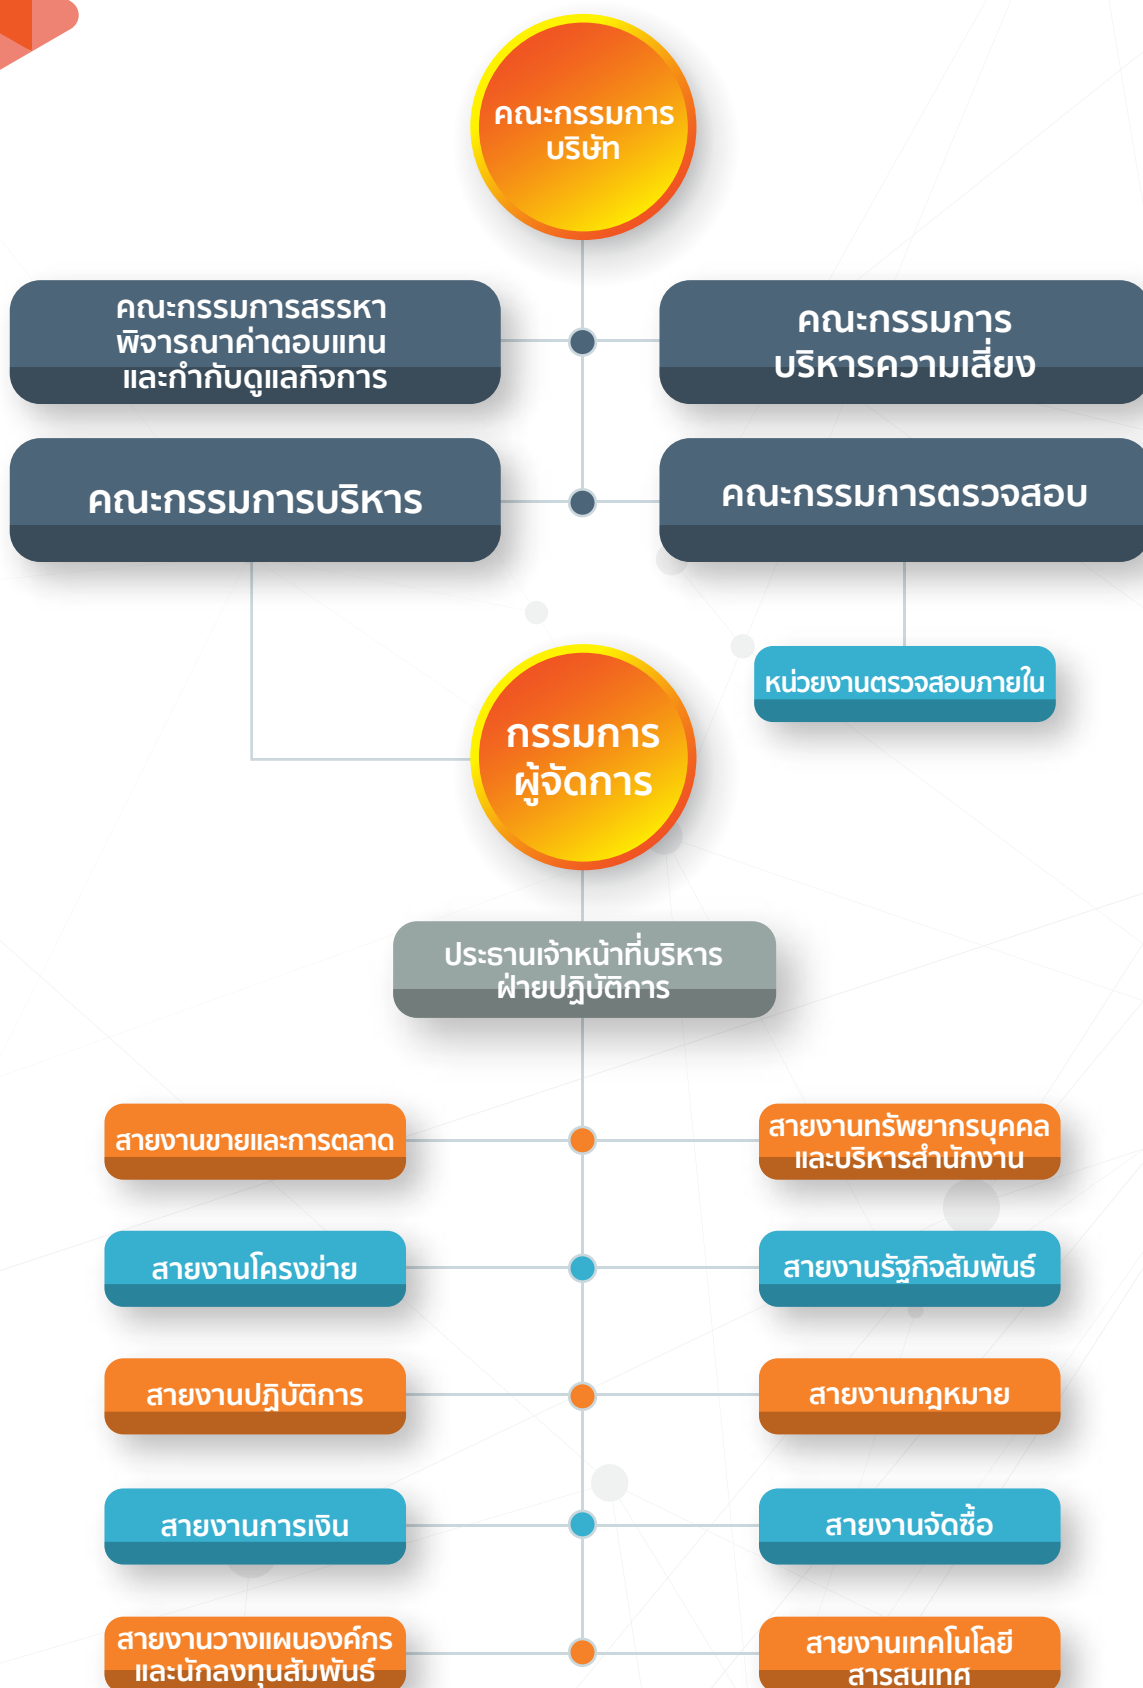 คณะกรรมการ
บริษัท
คณะกรรมการสรรหา
พิจารณาค่าตอบแทน
และกำกับดูแลกิจการ
คณะกรรมการ
บริหารความเสี่ยง
คณะกรรมการบริหาร
คณะกรรมการตรวจสอบ
หน่วยงานตรวจสอบภายใน
กรรมการ
ผู้จัดการ
ประธานเจ้าหน้าที่บริหาร
ฝ่ายปฏิบัติการ
สายงานขายและการตลาด
สายงานทรัพยากรบุคคล
และบริหารสำนักงาน
สายงานโครงข่าย
สายงานรัฐกิจสัมพันธ์
สายงานปฏิบัติการ
สายงานกฎหมาย
สายงานการเงิน
สายงานจัดซื้อ
สายงานวางแผนองค์กร
และนักลงทุนสัมพันธ์
สายงานเทคโนโลยี
สารสนเทศ